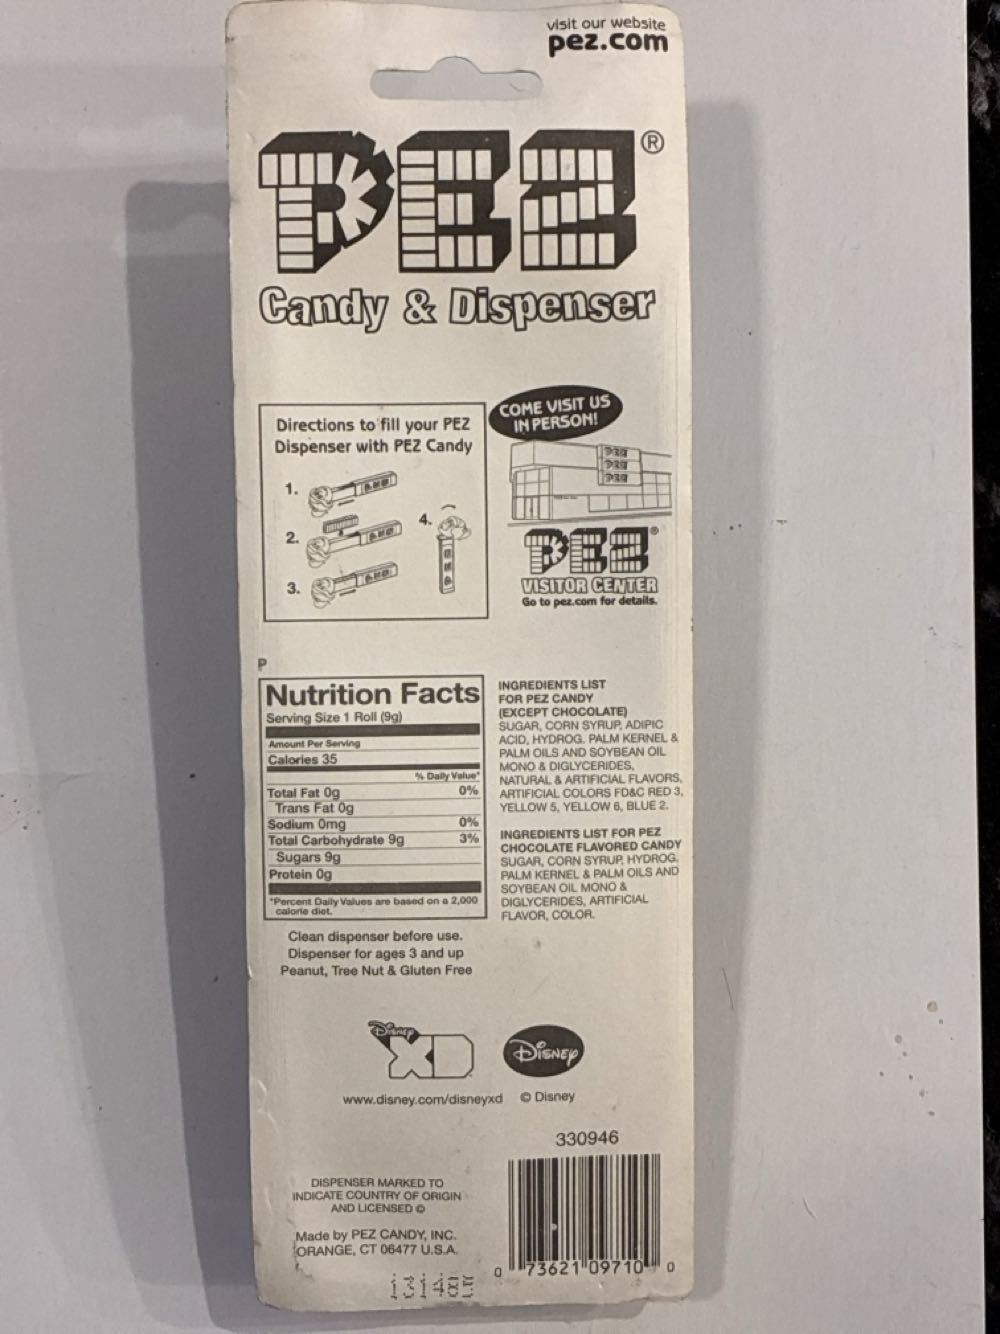 visit our website
pez.com
PEZ®
Candy & Dispenser
Directions to fill your PEZ
Dispenser with PEZ Candy
1.
2.
3.
4.
COME VISIT US
IN PERSON!
PEZ
PEZ
PEZ
PEZ®
VISITOR CENTER
Go to pez.com for details.
P
Nutrition Facts
Serving Size 1 Roll (9g)
Amount Per Serving
Calories 35
% Daily Value*
Total Fat 0g 0%
Trans Fat 0g
Sodium 0mg 0%
Total Carbohydrate 9g 3%
Sugars 9g
Protein 0g
*Percent Daily Values are based on a 2,000
calorie diet.
INGREDIENTS LIST
FOR PEZ CANDY
(EXCEPT CHOCOLATE)
SUGAR, CORN SYRUP, ADIPIC
ACID, HYDROG. PALM KERNEL &
PALM OILS AND SOYBEAN OIL
MONO & DIGLYCERIDES,
NATURAL & ARTIFICIAL FLAVORS,
ARTIFICIAL COLORS FD&C RED 3,
YELLOW 5, YELLOW 6, BLUE 2.
INGREDIENTS LIST FOR PEZ
CHOCOLATE FLAVORED CANDY
SUGAR, CORN SYRUP, HYDROG.
PALM KERNEL & PALM OILS AND
SOYBEAN OIL MONO &
DIGLYCERIDES, ARTIFICIAL
FLAVOR, COLOR.
Clean dispenser before use.
Dispenser for ages 3 and up
Peanut, Tree Nut & Gluten Free
Disney XD
Disney
www.disney.com/disneyxd © Disney
330946
DISPENSER MARKED TO
INDICATE COUNTRY OF ORIGIN
AND LICENSED ©
Made by PEZ CANDY, INC.
ORANGE, CT 06477 U.S.A.
0 73621 09710 0